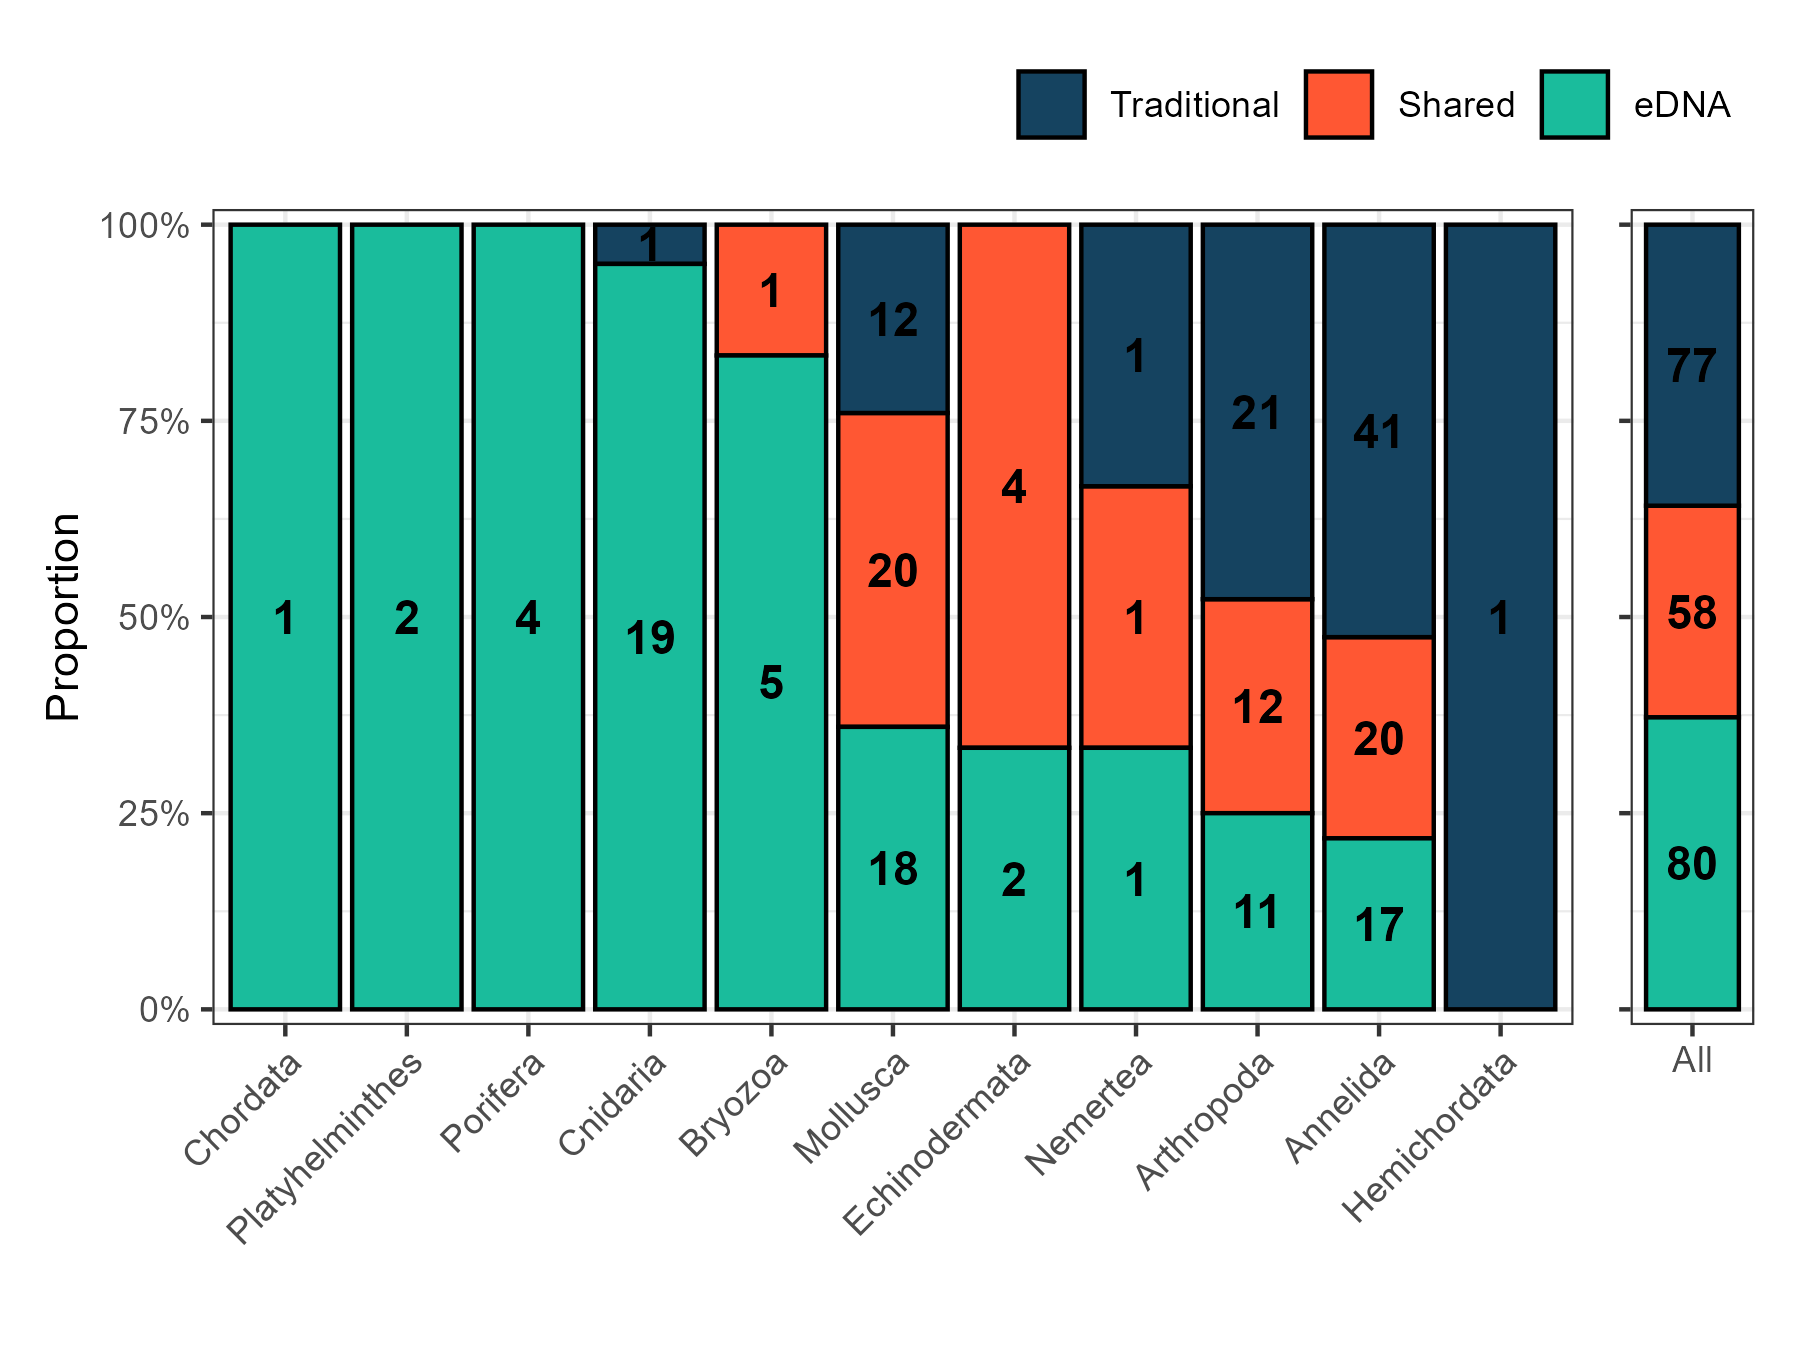 Traditional Shared eDNA
Proportion
100%
75%
50%
25%
0%
1
2
4
1
19
1
5
12
20
18
4
2
1
1
1
21
12
11
41
20
17
1
77
58
80
Chordata
Platyhelminthes
Porifera
Cnidaria
Bryozoa
Mollusca
Echinodermata
Nemertea
Arthropoda
Annelida
Hemichordata
All